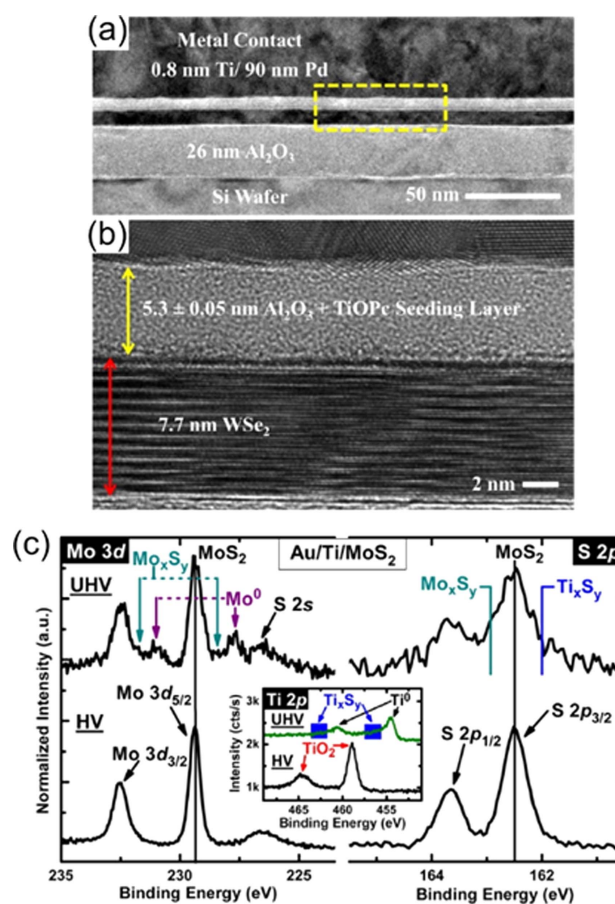 (a)
Metal Contact
0.8 nm Ti/ 90 nm Pd
26 nm Al₂O₃
50 nm
Si Wafer
(b)
5.3 ± 0.05 nm Al₂O₃ + TiOPc Seeding Layer
7.7 nm WSe₂
2 nm
(c)
Mo 3d MoS₂ Au/Ti/MoS₂ MoS₂ S 2p
MoₓSᵧ
UHV
Mo⁰
S 2s
MoₓSᵧ
TiₓSᵧ
Normalized Intensity (a.u.)
Mo 3d₅/₂
HV
Mo 3d₃/₂
Ti 2p
TiₓSᵧ
Ti⁰
UHV
TiO₂
HV
3k
2k
1k
Intensity (cts/s)
465 460 455
Binding Energy (eV)
S 2p₃/₂
S 2p₁/₂
235 230 225
164 162
Binding Energy (eV)
Binding Energy (eV)